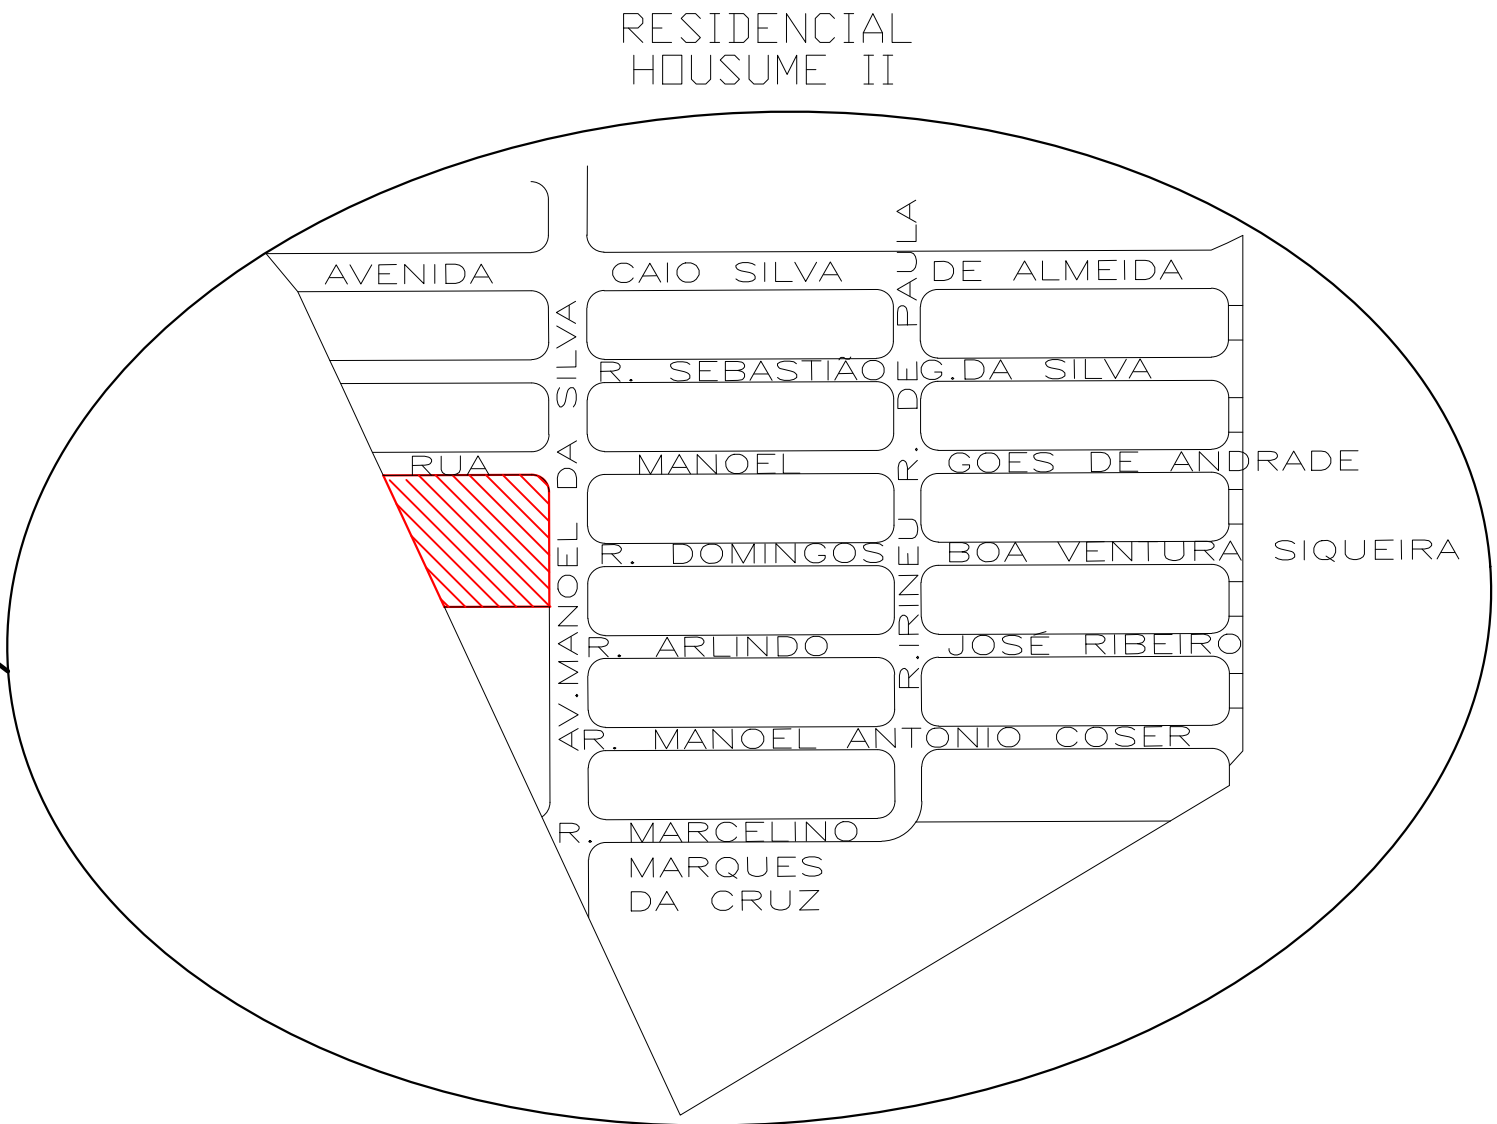 RESIDENCIAL
HOUSUME II
AVENIDA CAIO SILVA DE ALMEIDA
R. SEBASTIÃO G.DA SILVA
RUA MANOEL GOES DE ANDRADE
R. DOMINGOS BOA VENTURA SIQUEIRA
R. ARLINDO JOSÉ RIBEIRO
R. MANOEL ANTONIO COSER
R. MARCELINO
MARQUES
DA CRUZ
AV.MANOEL DA SILVA
R.IRINEU R. DE PAULA